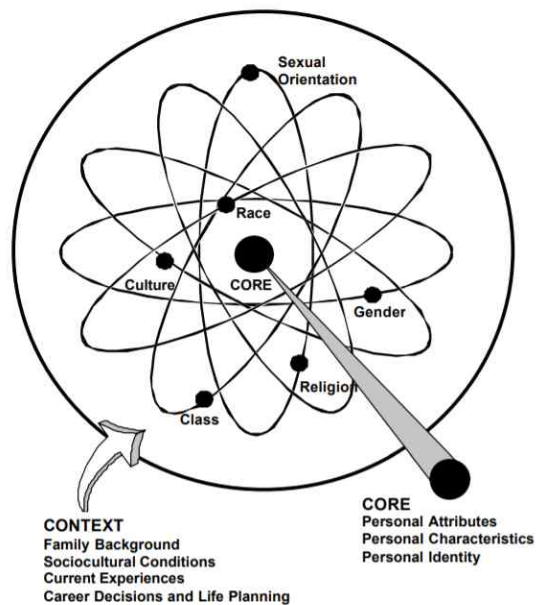 Sexual
Orientation
Race
Culture
CORE
Gender
Religion
Class
CONTEXT
Family Background
Sociocultural Conditions
Current Experiences
Career Decisions and Life Planning
CORE
Personal Attributes
Personal Characteristics
Personal Identity